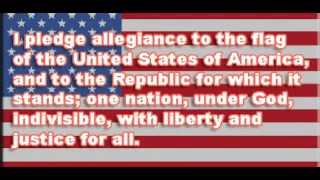 I pledge allegiance to the flag
of the United States of America,
and to the Republic for which it
stands; one nation, under God,
indivisible, with liberty and
justice for all.